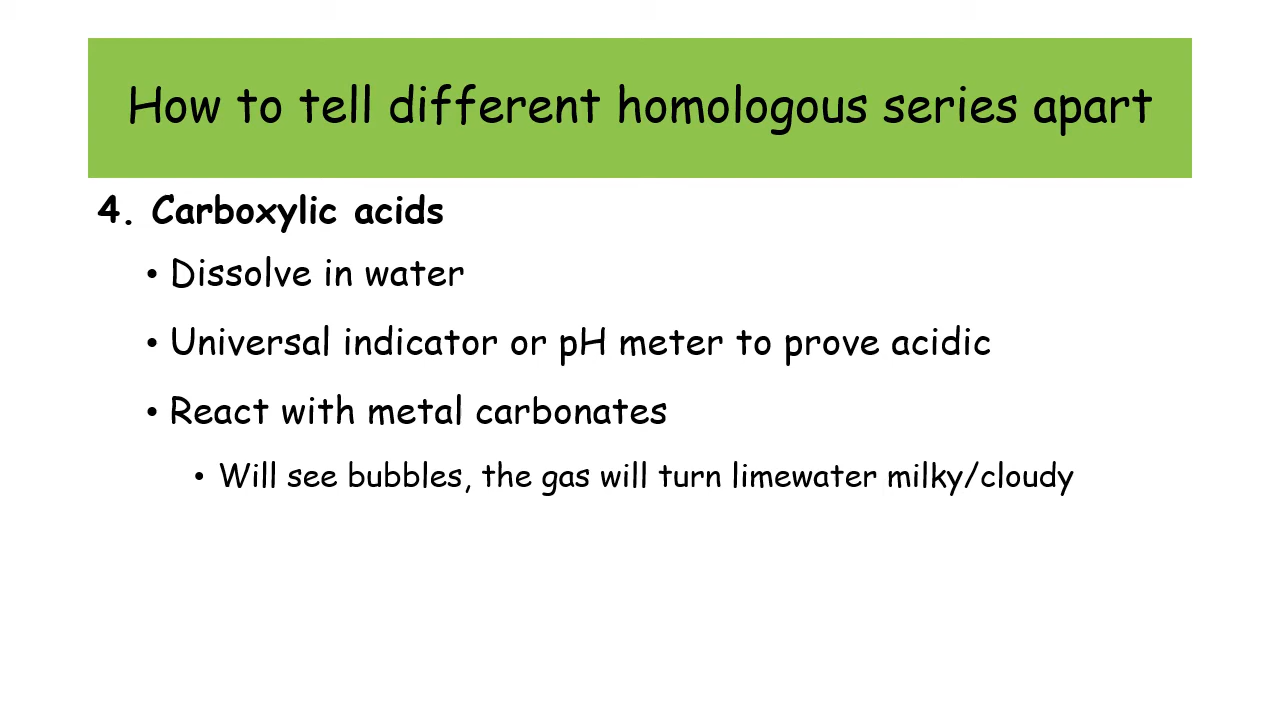 How to tell different homologous series apart
4. Carboxylic acids
• Dissolve in water
• Universal indicator or pH meter to prove acidic
• React with metal carbonates
• Will see bubbles, the gas will turn limewater milky/cloudy